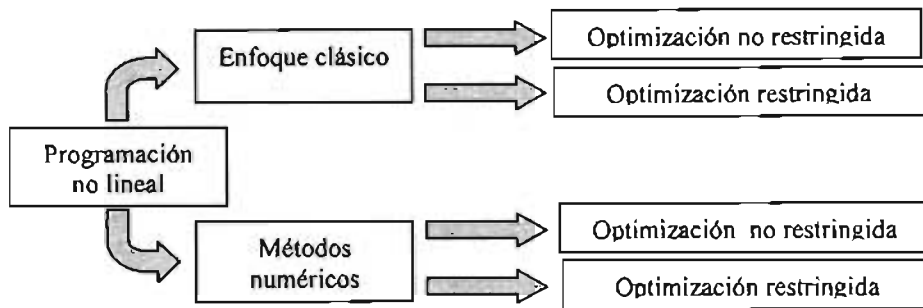 Enfoque clásico
Optimización no restringida
Optimización restringida
Programación
no lineal
Métodos
numéricos
Optimización no restringida
Optimización restringida